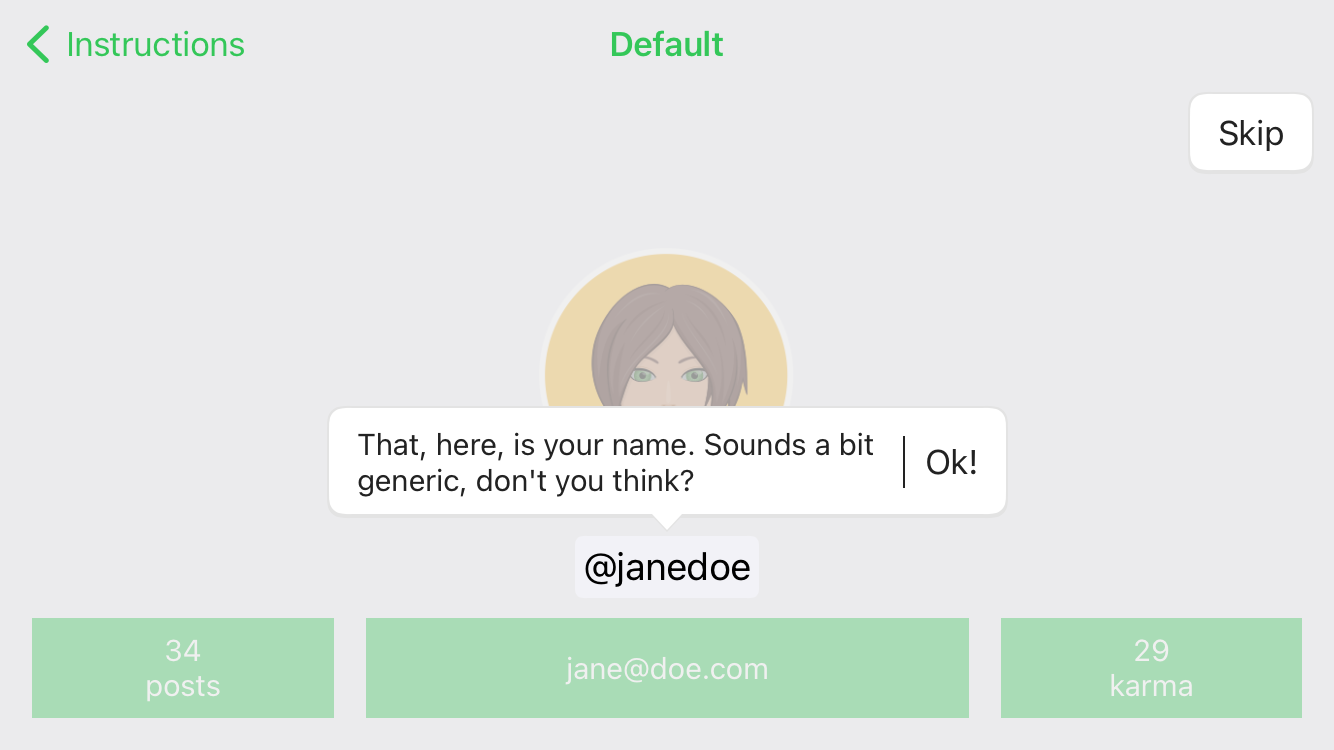 Instructions
Default
Skip
That, here, is your name. Sounds a bit
generic, don't you think?
Ok!
@janedoe
34
posts
jane@doe.com
29
karma